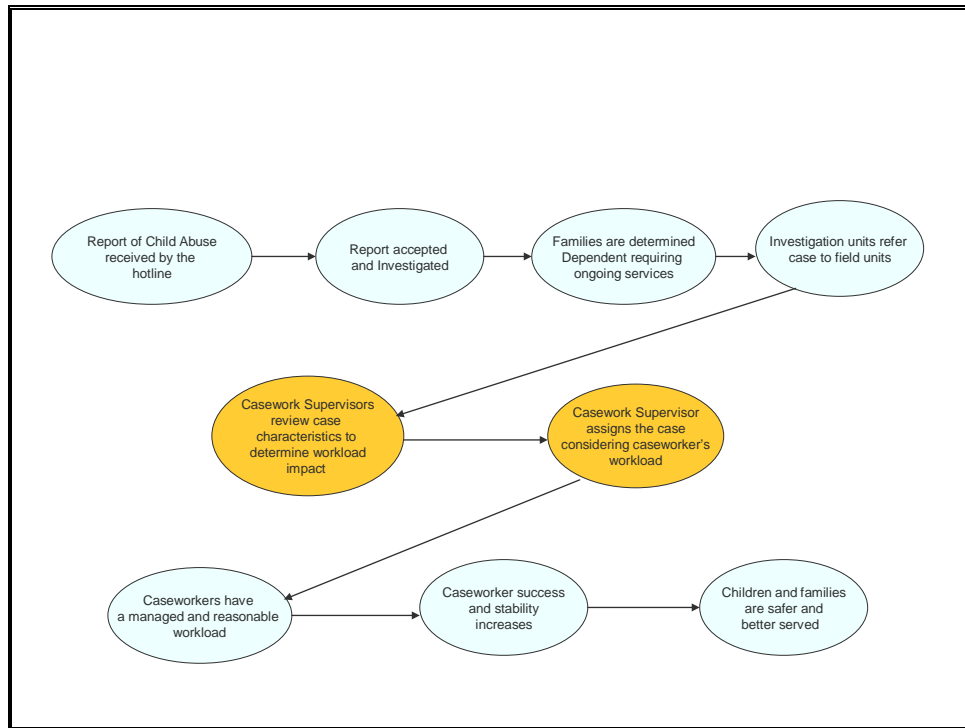 Report of Child Abuse
received by the
hotline
Report accepted
and Investigated
Families are determined
Dependent requiring
ongoing services
Investigation units refer
case to field units
Casework Supervisors
review case
characteristics to
determine workload
impact
Casework Supervisor
assigns the case
considering caseworker's
workload
Caseworkers have
a managed and reasonable
workload
Caseworker success
and stability
increases
Children and families
are safer and
better served